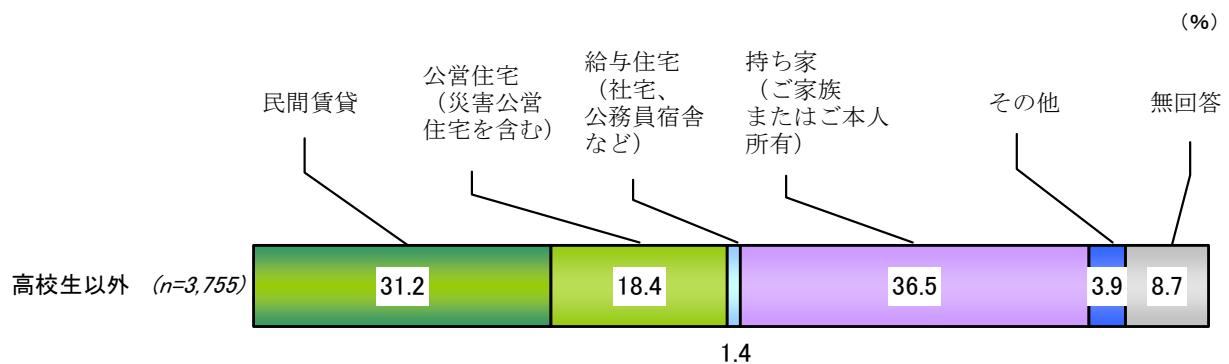 （％）
民間賃貸
公営住宅
（災害公営
住宅を含む）
給与住宅
（社宅、
公務員宿舎
など）
持ち家
（ご家族
またはご本人
所有）
その他
無回答
高校生以外 (n=3,755)
31.2
18.4
1.4
36.5
3.9
8.7